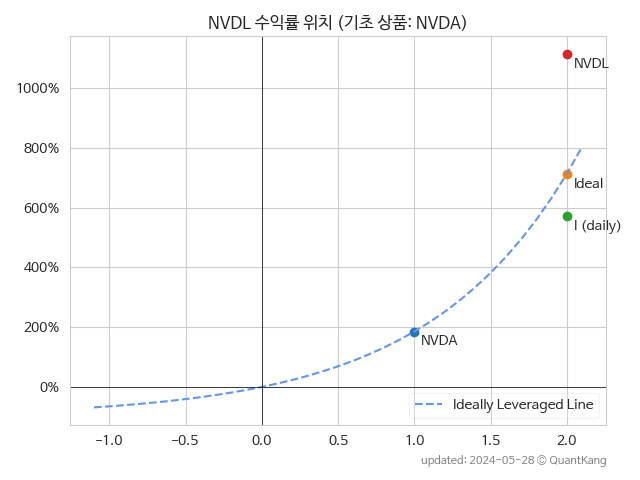 NVDL 수익률 위치 (기초 상품: NVDA)
1000%
800%
600%
400%
200%
0%
NVDL
Ideal
I (daily)
NVDA
Ideally Leveraged Line
−1.0 −0.5 0.0 0.5 1.0 1.5 2.0
updated: 2024-05-28 © QuantKang